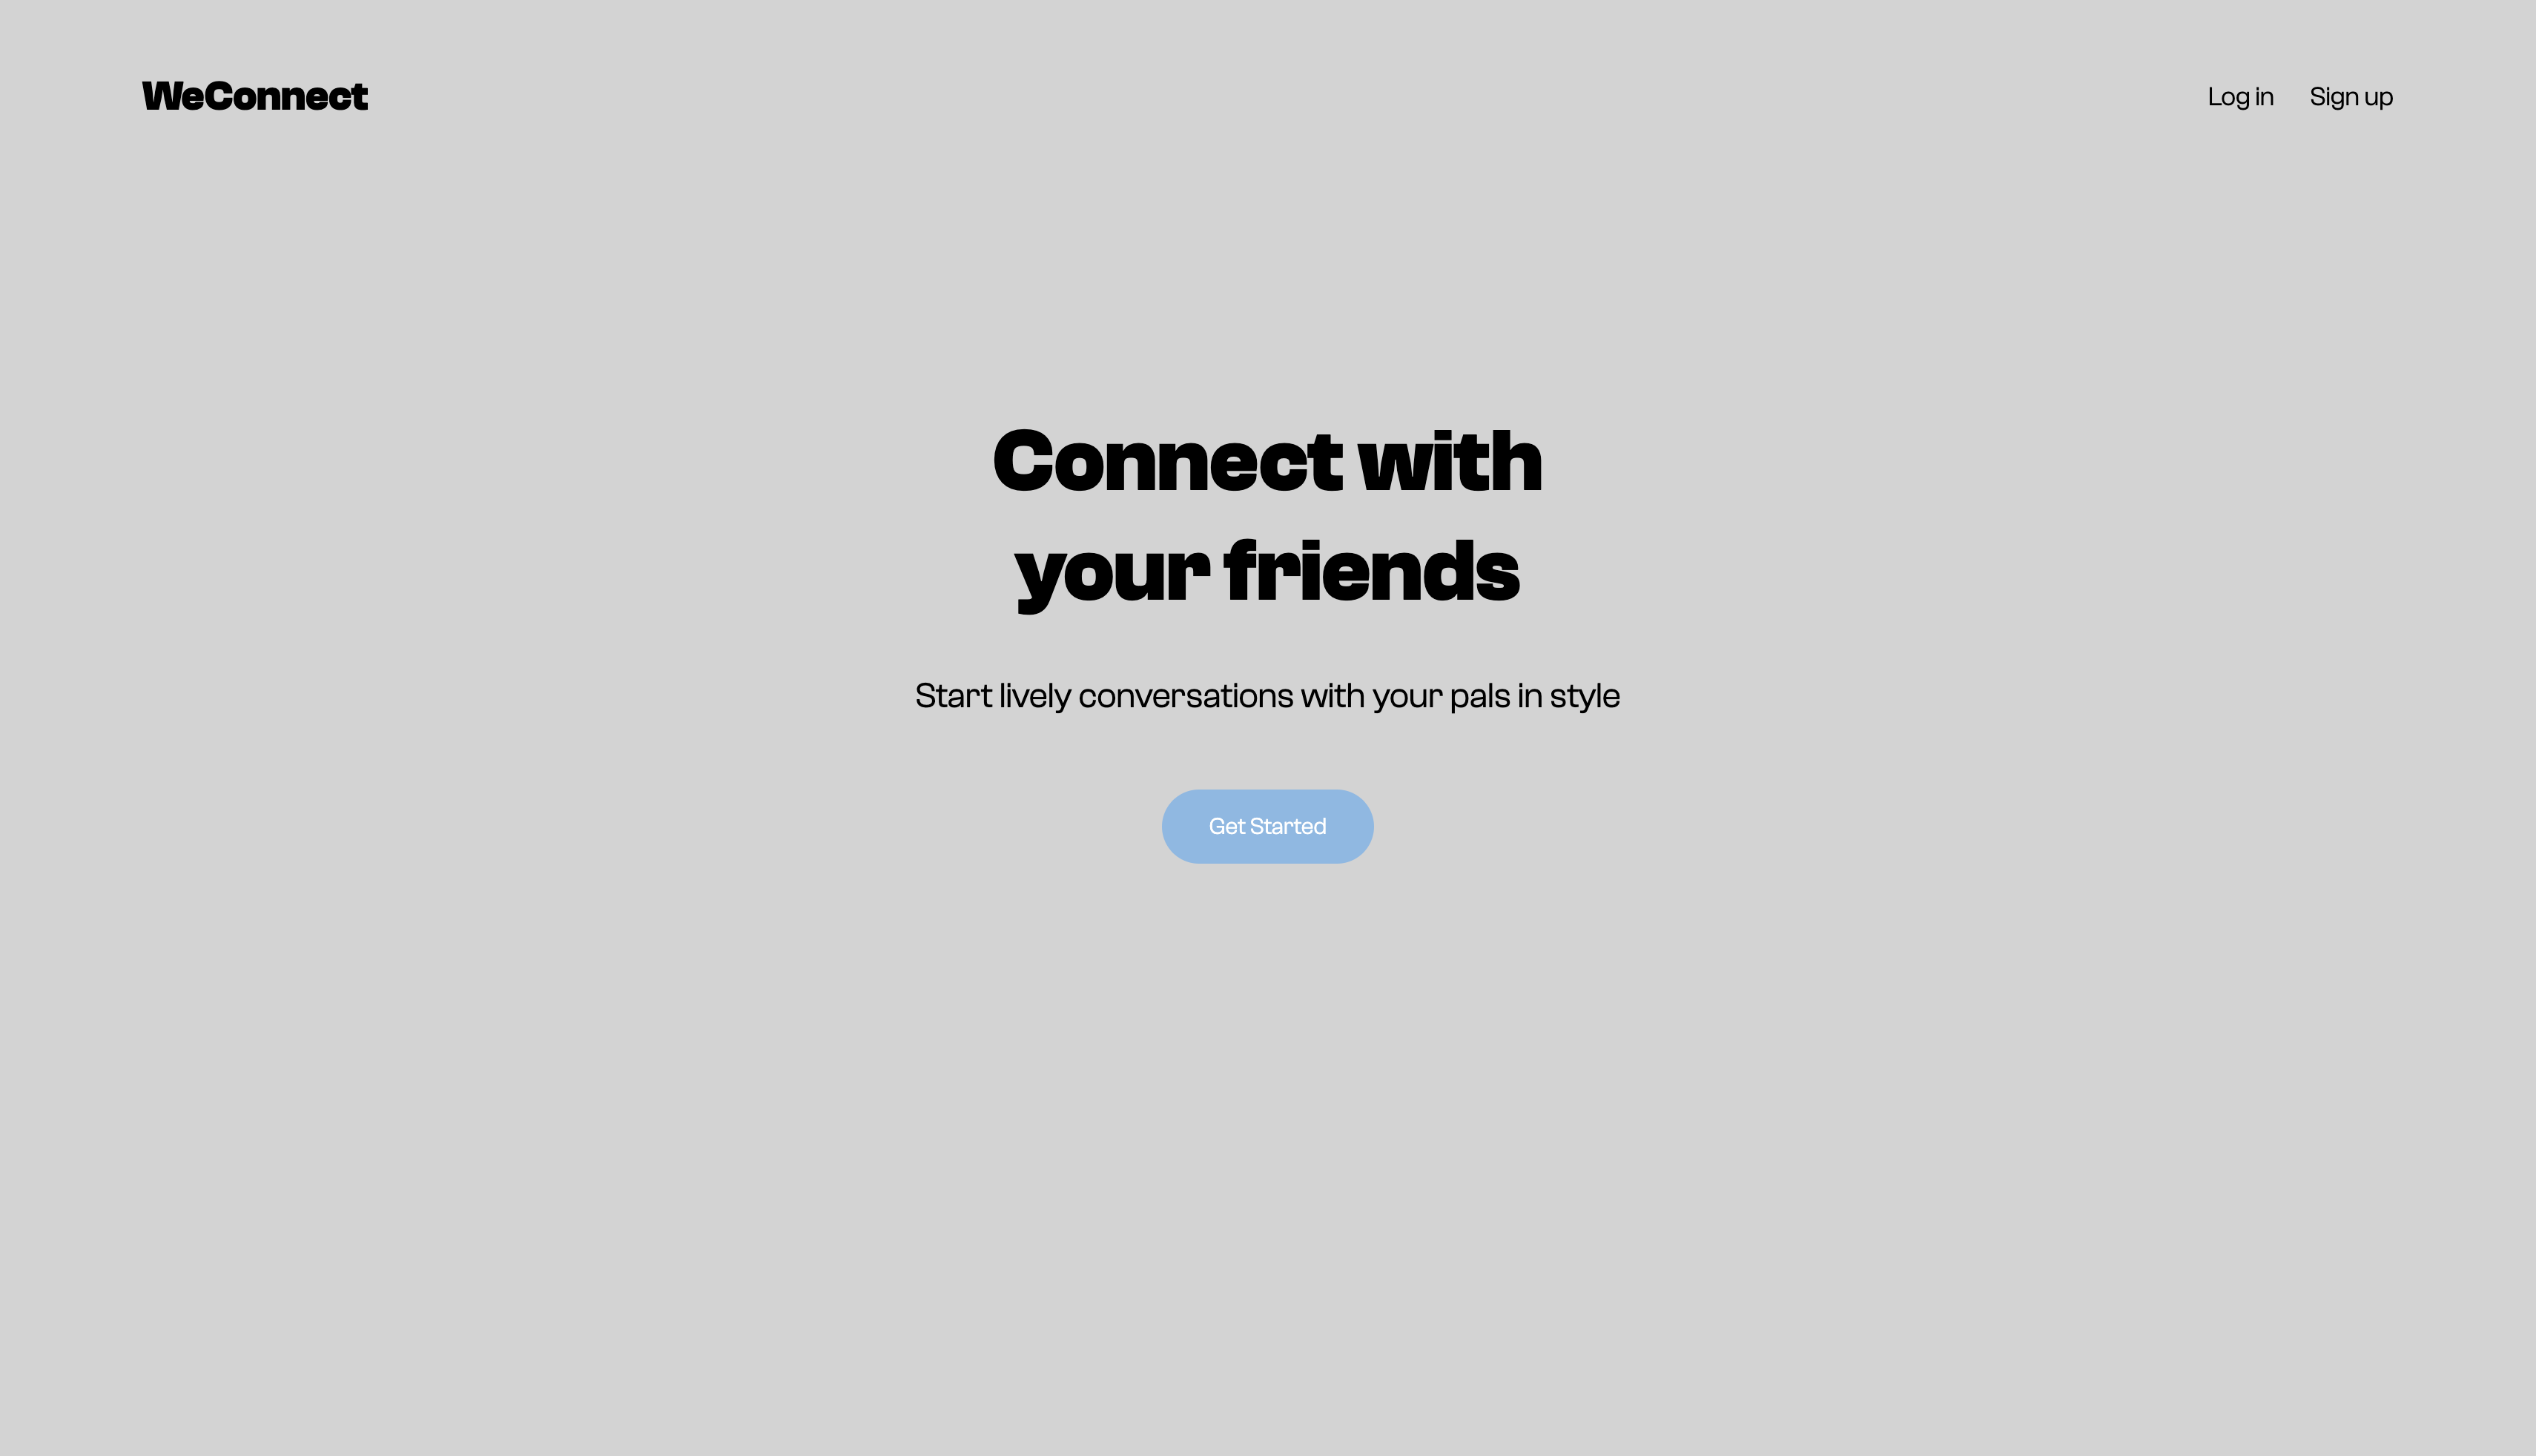 WeConnect
Log in
Sign up
Connect with
your friends
Start lively conversations with your pals in style
Get Started